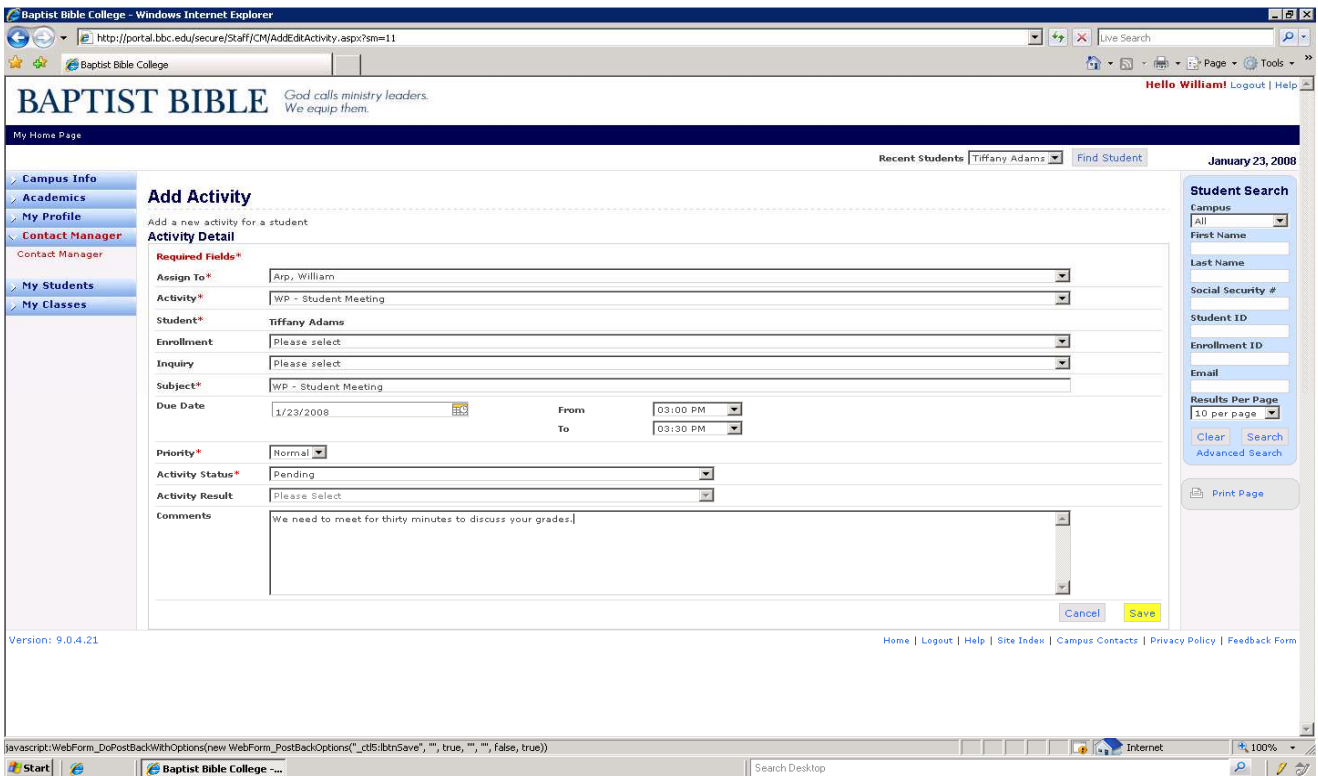 Baptist Bible College - Windows Internet Explorer
http://portal.bbc.edu/secure/Staff/CM/AddEditActivity.aspx?sm=11
Live Search
Baptist Bible College
Page
Tools
Hello William! Logout | Help
BAPTIST BIBLE
God calls ministry leaders.
We equip them.
My Home Page
Recent Students Tiffany Adams Find Student
January 23, 2008
Campus Info
Academics
My Profile
Contact Manager
Contact Manager
My Students
My Classes
Add Activity
Add a new activity for a student
Activity Detail
Required Fields*
Assign To* Arp, William
Activity* WP - Student Meeting
Student* Tiffany Adams
Enrollment Please select
Inquiry Please select
Subject* WP - Student Meeting
Due Date 1/23/2008 From 03:00 PM
To 03:30 PM
Priority* Normal
Activity Status* Pending
Activity Result Please Select
Comments We need to meet for thirty minutes to discuss your grades.
Cancel Save
Student Search
Campus
All
First Name
Last Name
Social Security #
Student ID
Enrollment ID
Email
Results Per Page
10 per page
Clear Search
Advanced Search
Print Page
Version: 9.0.4.21
Home | Logout | Help | Site Index | Campus Contacts | Privacy Policy | Feedback Form
javascript:WebForm_DoPostBackWithOptions(new WebForm_PostBackOptions("_ctl5:lbtnSave", "", true, "", "", false, true))
Internet
100%
Start
Baptist Bible College -...
Search Desktop